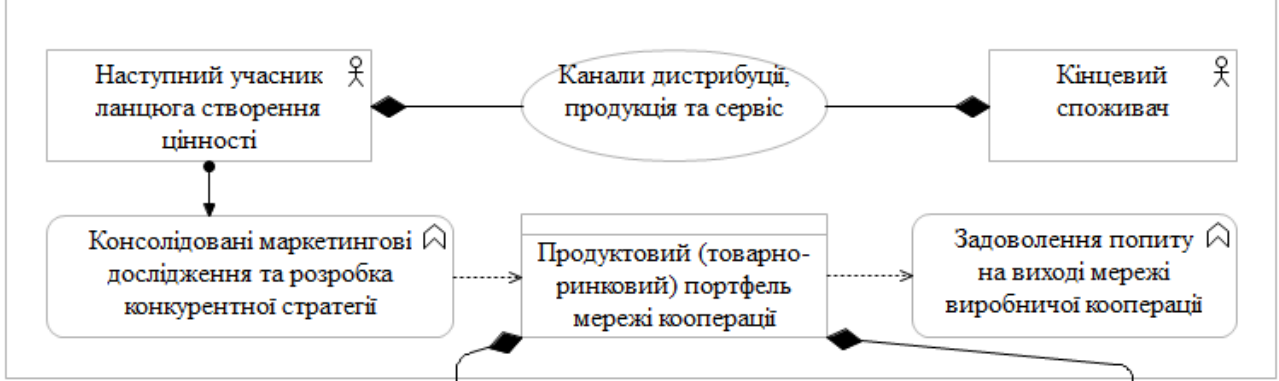 Наступний учасник
ланцюга створення
цінності
Канали дистрибуції,
продукція та сервіс
Кінцевий
споживач
Консолідовані маркетингові
дослідження та розробка
конкурентної стратегії
Продуктовий (товарно-
ринковий) портфель
мережі кооперації
Задоволення попиту
на виході мережі
виробничої кооперації